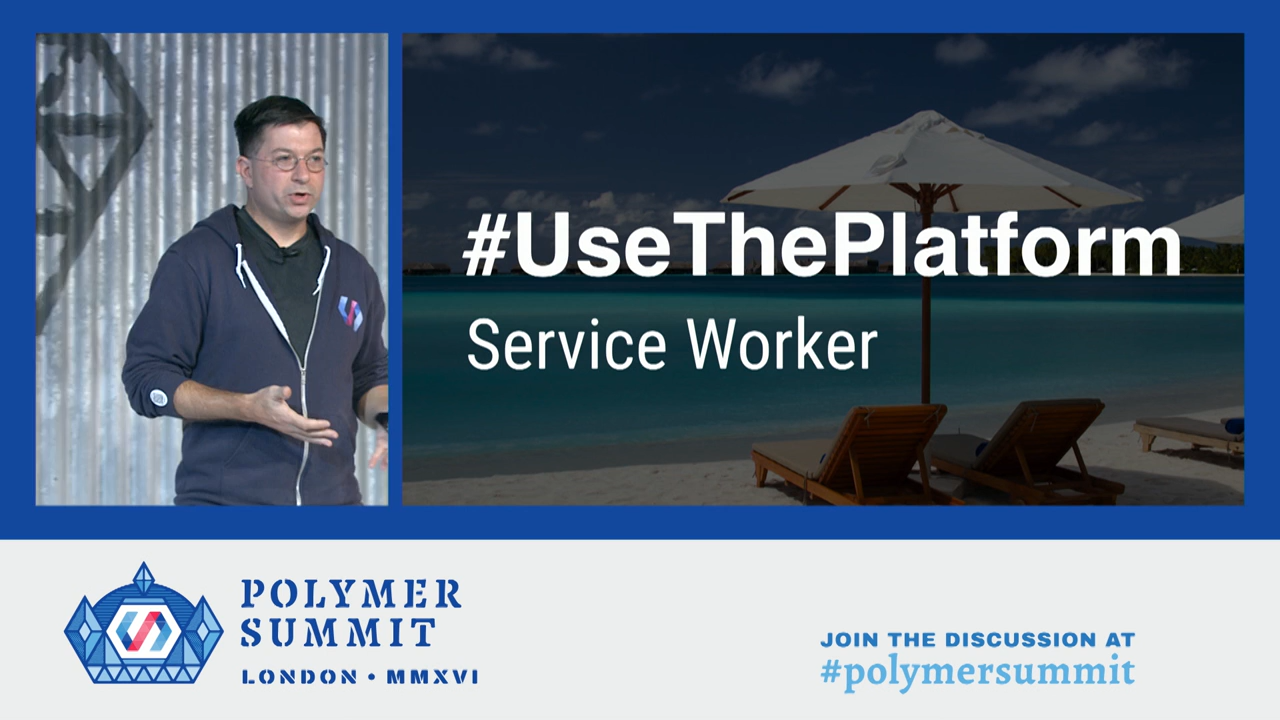 #UseThePlatform
Service Worker
POLYMER
SUMMIT
LONDON • MMXVI
JOIN THE DISCUSSION AT
#polymersummit